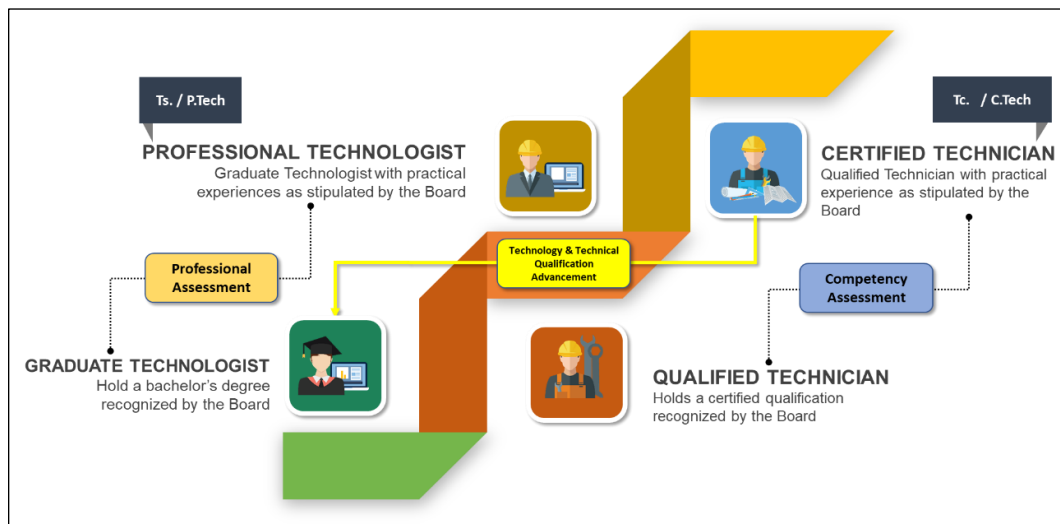 Ts. / P.Tech
PROFESSIONAL TECHNOLOGIST
Graduate Technologist with practical
experiences as stipulated by the Board
Professional
Assessment
GRADUATE TECHNOLOGIST
Hold a bachelor's degree
recognized by the Board
Technology & Technical
Qualification
Advancement
Tc. / C.Tech
CERTIFIED TECHNICIAN
Qualified Technician with practical
experience as stipulated by the
Board
Competency
Assessment
QUALIFIED TECHNICIAN
Holds a certified qualification
recognized by the Board